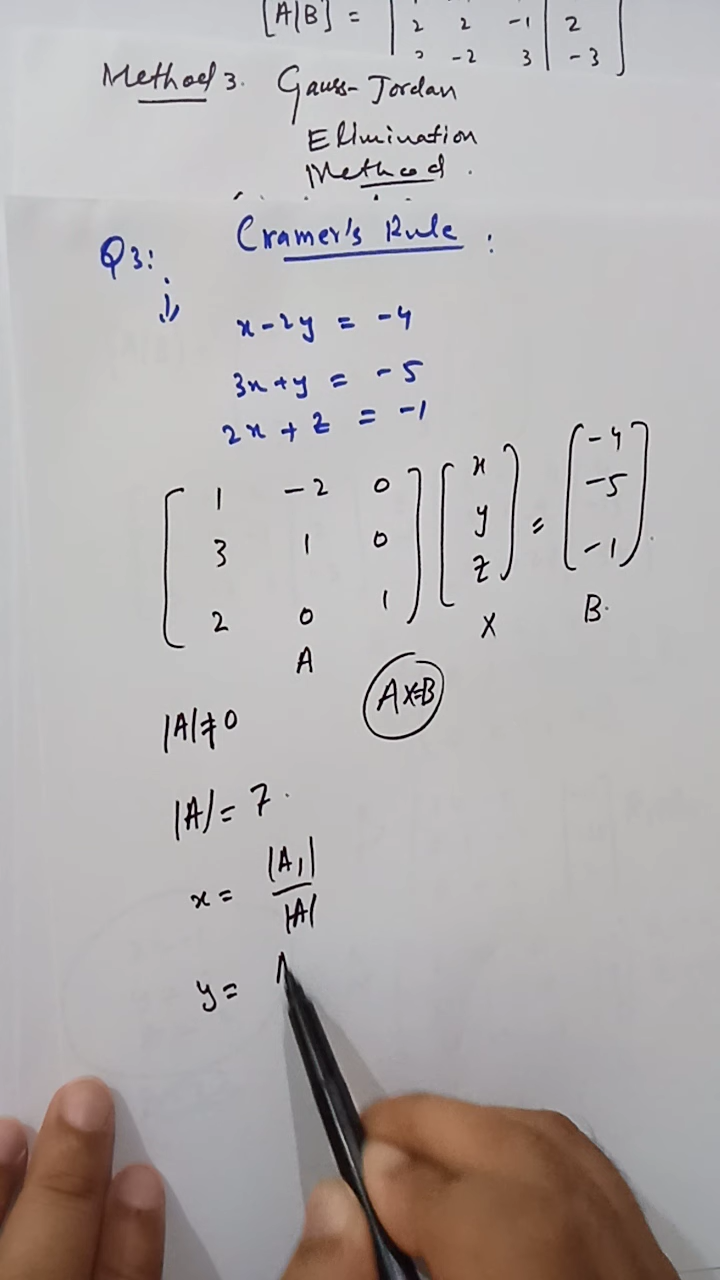 [A|B] =
2 2 -1 | 2
-2 3 | -3
Method 3. Gauss-Jordan
Elimination
Method.
Q3: Cramer's Rule :
x-2y = -4
3x+y = -5
2x + z = -1
[ 1 -2 0 ] [ x ] = [ -4 ]
[ 3 1 0 ] [ y ] [ -5 ]
[ 2 0 1 ] [ z ] [ -1 ]
A X B.
|A|≠0 AX=B
|A| = 7.
x = |A₁| / |A|
y =